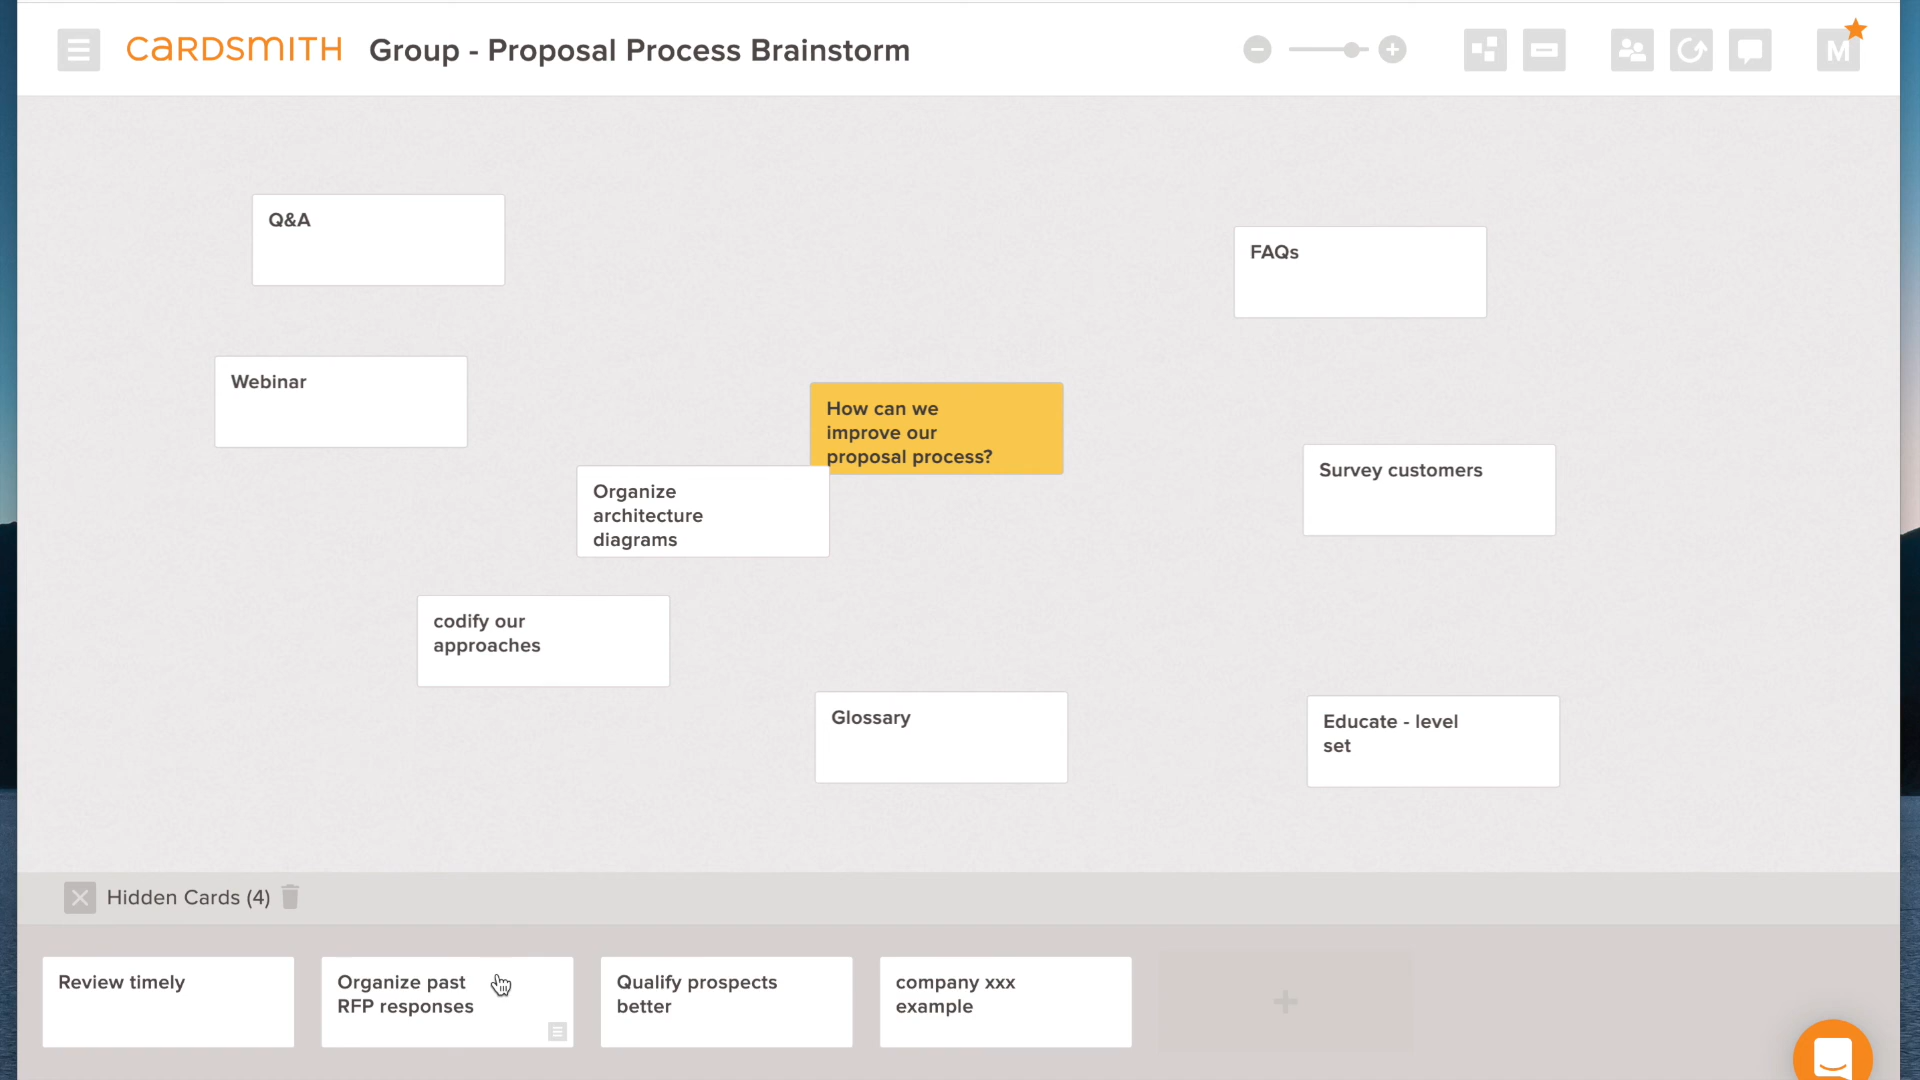 CARDSMITH Group - Proposal Process Brainstorm
M
Q&A
FAQs
Webinar
How can we
improve our
proposal process?
Survey customers
Organize
architecture
diagrams
codify our
approaches
Glossary
Educate - level
set
Hidden Cards (4)
Review timely
Organize past
RFP responses
Qualify prospects
better
company xxx
example